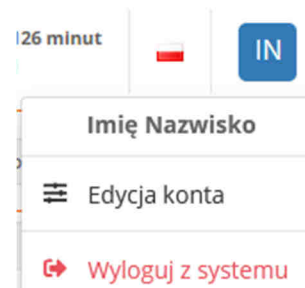 26 minut
IN
Imię Nazwisko
Edycja konta
Wyloguj z systemu